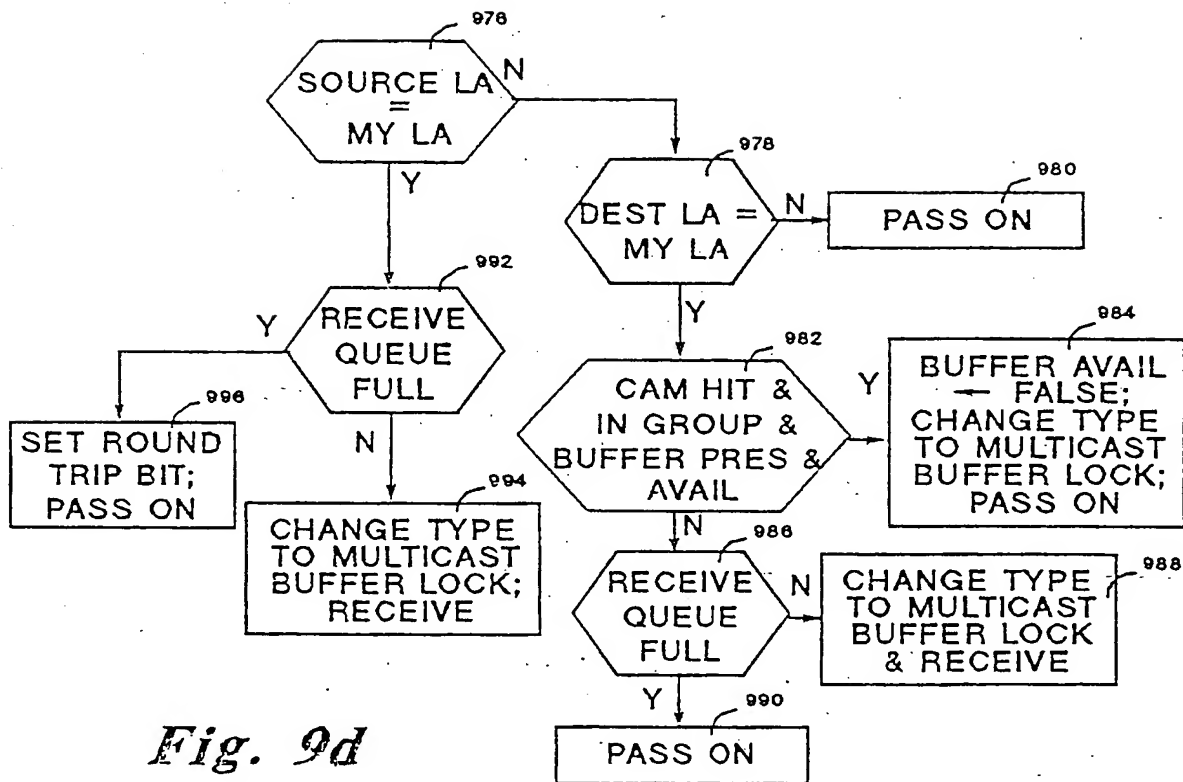 976
SOURCE LA
=
MY LA
N
Y
978
DEST LA =
MY LA
N
980
PASS ON
Y
992
RECEIVE
QUEUE
FULL
Y
N
996
SET ROUND
TRIP BIT;
PASS ON
994
CHANGE TYPE
TO MULTICAST
BUFFER LOCK;
RECEIVE
982
CAM HIT &
IN GROUP &
BUFFER PRES &
AVAIL
Y
N
984
BUFFER AVAIL
← FALSE;
CHANGE TYPE
TO MULTICAST
BUFFER LOCK;
PASS ON
986
RECEIVE
QUEUE
FULL
N
Y
988
CHANGE TYPE
TO MULTICAST
BUFFER LOCK
& RECEIVE
990
PASS ON
Fig. 9d